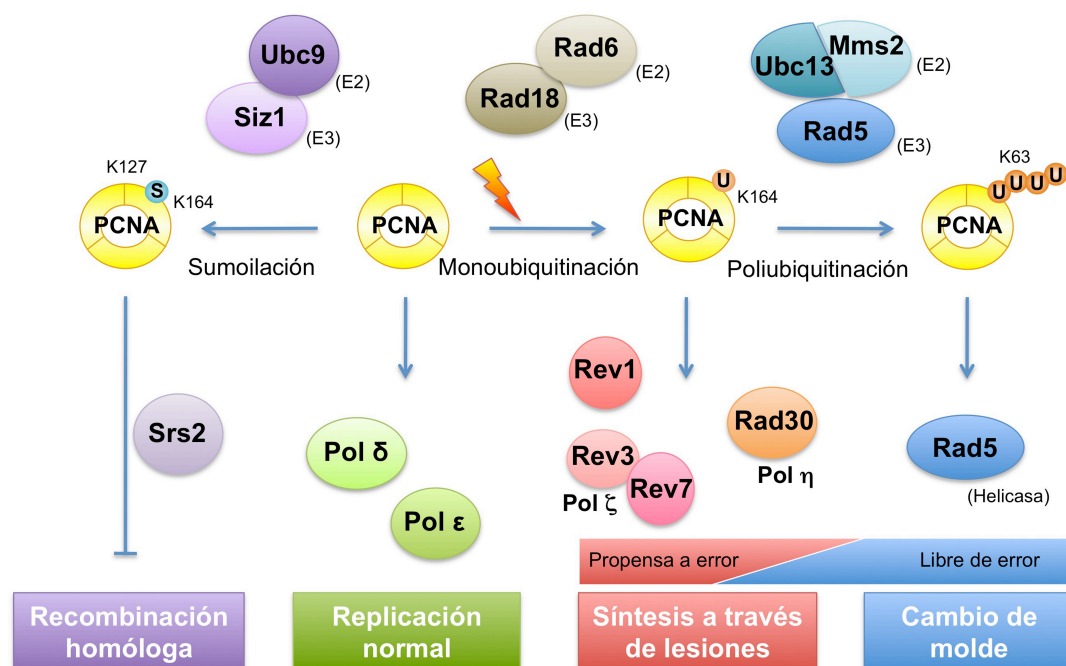 Ubc9
(E2)
Siz1
(E3)
Rad6
(E2)
Rad18
(E3)
Mms2
Ubc13
(E2)
Rad5
(E3)
K127
S
K164
PCNA
PCNA
U
K164
PCNA
K63
U U U U
PCNA
Sumoilación
Monoubiquitinación
Poliubiquitinación
Srs2
Pol δ
Pol ε
Rev1
Rev3
Rev7
Pol ζ
Rad30
Pol η
Rad5
(Helicasa)
Propensa a error
Libre de error
Recombinación
homóloga
Replicación
normal
Síntesis a través
de lesiones
Cambio de
molde